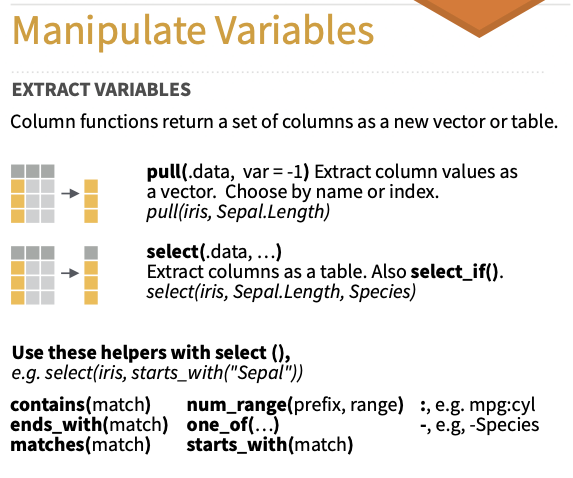 Manipulate Variables
EXTRACT VARIABLES
Column functions return a set of columns as a new vector or table.
pull(.data, var = -1) Extract column values as
a vector. Choose by name or index.
pull(iris, Sepal.Length)
select(.data, …)
Extract columns as a table. Also select_if().
select(iris, Sepal.Length, Species)
Use these helpers with select (),
e.g. select(iris, starts_with("Sepal"))
contains(match) num_range(prefix, range) :, e.g. mpg:cyl
ends_with(match) one_of(…) -, e.g, -Species
matches(match) starts_with(match)